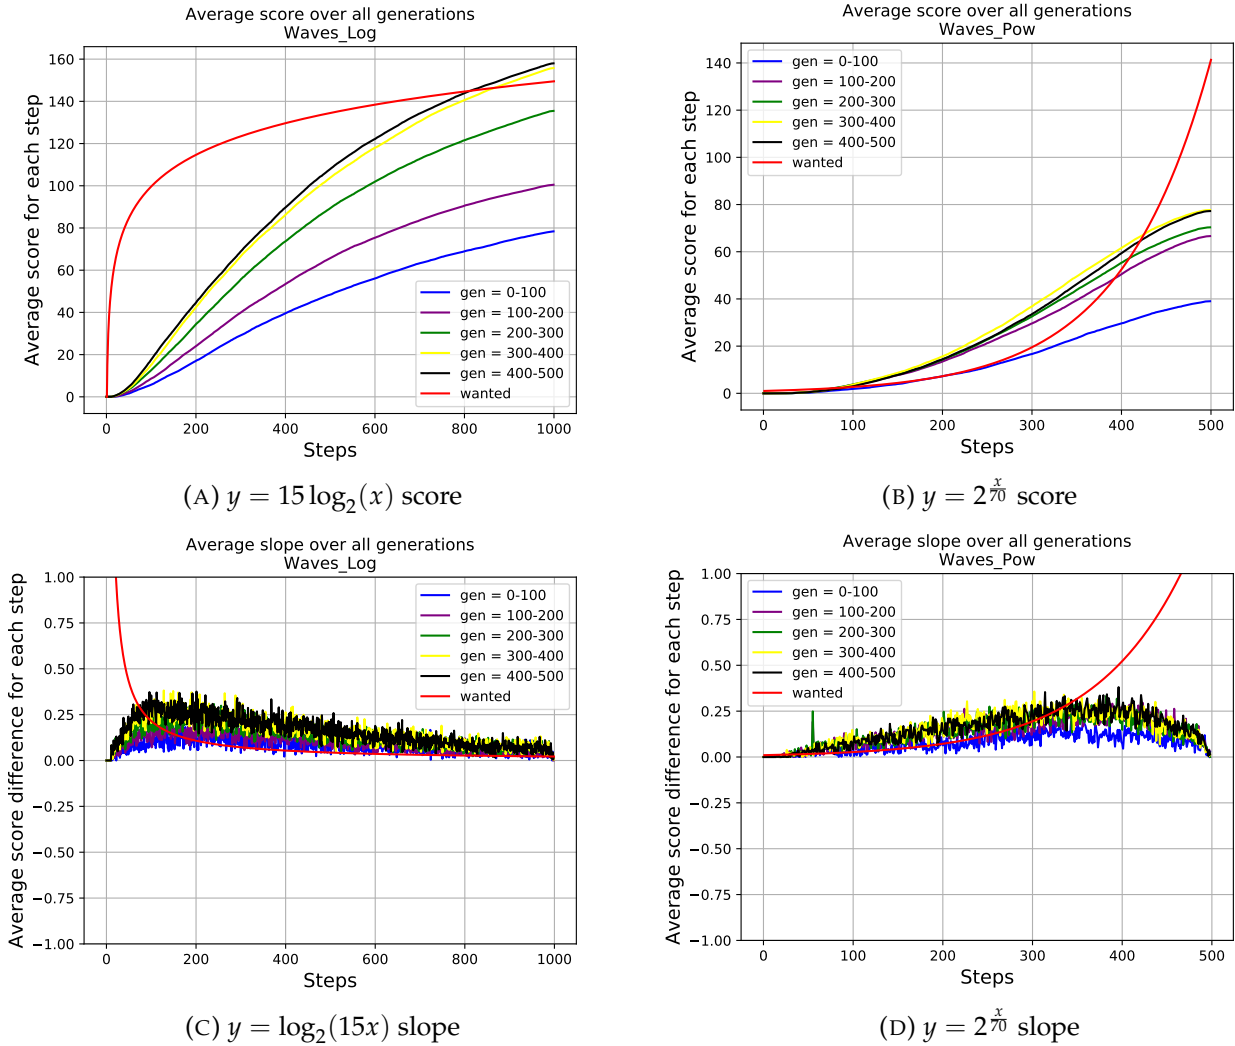 Average score over all generations
Waves_Log
Average score for each step
160
140
120
100
80
60
40
20
0
gen = 0-100
gen = 100-200
gen = 200-300
gen = 300-400
gen = 400-500
wanted
0 200 400 600 800 1000
Steps
(A) y = 15 log₂(x) score
Average score over all generations
Waves_Pow
Average score for each step
140
120
100
80
60
40
20
0
gen = 0-100
gen = 100-200
gen = 200-300
gen = 300-400
gen = 400-500
wanted
0 100 200 300 400 500
Steps
(B) y = 2^{x/70} score
Average slope over all generations
Waves_Log
Average score difference for each step
1.00
0.75
0.50
0.25
0.00
−0.25
−0.50
−0.75
−1.00
gen = 0-100
gen = 100-200
gen = 200-300
gen = 300-400
gen = 400-500
wanted
0 200 400 600 800 1000
Steps
(C) y = log₂(15x) slope
Average slope over all generations
Waves_Pow
Average score difference for each step
1.00
0.75
0.50
0.25
0.00
−0.25
−0.50
−0.75
−1.00
gen = 0-100
gen = 100-200
gen = 200-300
gen = 300-400
gen = 400-500
wanted
0 100 200 300 400 500
Steps
(D) y = 2^{x/70} slope